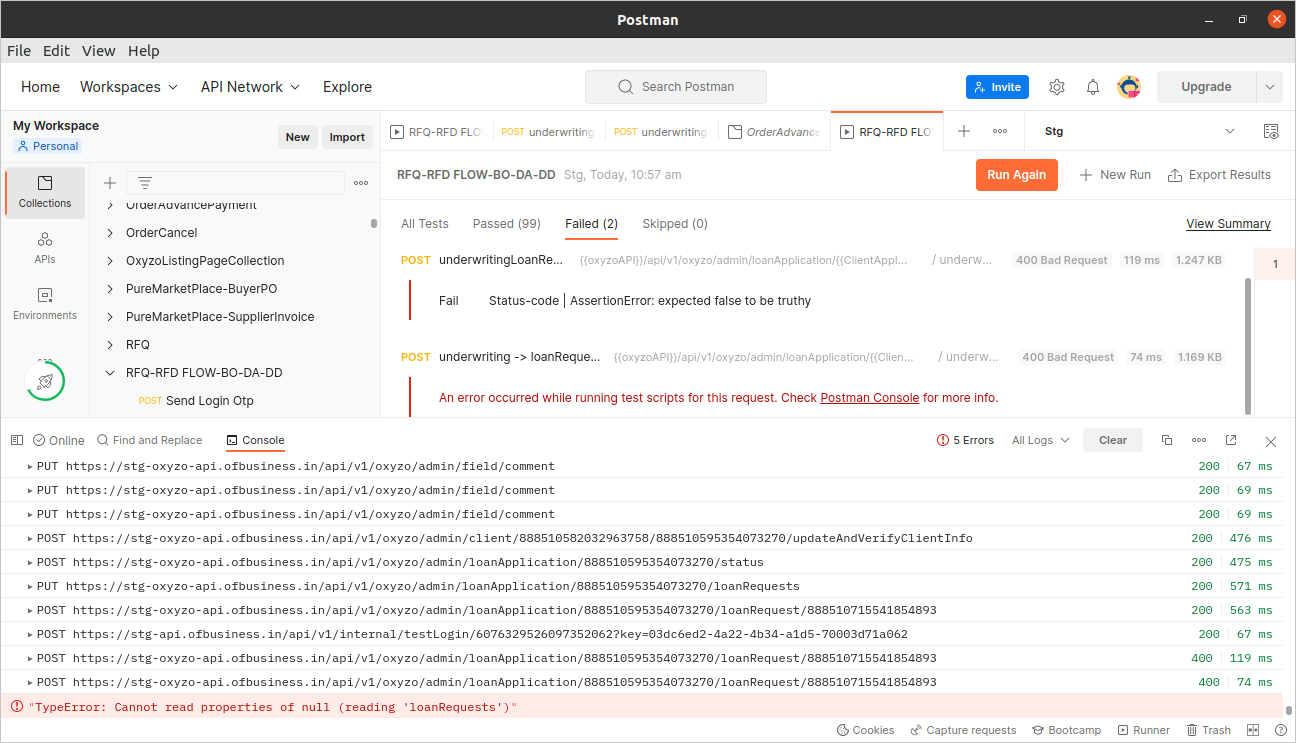 Postman
File Edit View Help
Home Workspaces API Network Explore Search Postman Invite Upgrade
My Workspace
Personal
New Import
RFQ-RFD FLO POST underwriting POST underwriting OrderAdvance RFQ-RFD FLO Stg
RFQ-RFD FLOW-BO-DA-DD Stg, Today, 10:57 am Run Again New Run Export Results
Collections
APIs
Environments
OrderAdvancePayment
OrderCancel
OxyzoListingPageCollection
PureMarketPlace-BuyerPO
PureMarketPlace-SupplierInvoice
RFQ
RFQ-RFD FLOW-BO-DA-DD
POST Send Login Otp
All Tests Passed (99) Failed (2) Skipped (0) View Summary
POST underwritingLoanRe... {{oxyzoAPI}}/api/v1/oxyzo/admin/loanApplication/{{ClientAppl... / underw... 400 Bad Request 119 ms 1.247 KB
1
Fail Status-code | AssertionError: expected false to be truthy
POST underwriting -> loanReque... {{oxyzoAPI}}/api/v1/oxyzo/admin/loanApplication/{{Clien... / underw... 400 Bad Request 74 ms 1.169 KB
An error occurred while running test scripts for this request. Check Postman Console for more info.
Online Find and Replace Console 5 Errors All Logs Clear
PUT https://stg-oxyzo-api.ofbusiness.in/api/v1/oxyzo/admin/field/comment 200 67 ms
PUT https://stg-oxyzo-api.ofbusiness.in/api/v1/oxyzo/admin/field/comment 200 69 ms
PUT https://stg-oxyzo-api.ofbusiness.in/api/v1/oxyzo/admin/field/comment 200 69 ms
POST https://stg-oxyzo-api.ofbusiness.in/api/v1/oxyzo/admin/client/888510582032963758/888510595354073270/updateAndVerifyClientInfo 200 476 ms
POST https://stg-oxyzo-api.ofbusiness.in/api/v1/oxyzo/admin/loanApplication/888510595354073270/status 200 475 ms
PUT https://stg-oxyzo-api.ofbusiness.in/api/v1/oxyzo/admin/loanApplication/888510595354073270/loanRequests 200 571 ms
POST https://stg-oxyzo-api.ofbusiness.in/api/v1/oxyzo/admin/loanApplication/888510595354073270/loanRequest/888510715541854893 200 563 ms
POST https://stg-api.ofbusiness.in/api/v1/internal/testLogin/6076329526097352062?key=03dc6ed2-4a22-4b34-a1d5-70003d71a062 200 67 ms
POST https://stg-oxyzo-api.ofbusiness.in/api/v1/oxyzo/admin/loanApplication/888510595354073270/loanRequest/888510715541854893 400 119 ms
POST https://stg-oxyzo-api.ofbusiness.in/api/v1/oxyzo/admin/loanApplication/888510595354073270/loanRequest/888510715541854893 400 74 ms
"TypeError: Cannot read properties of null (reading 'loanRequests')"
Cookies Capture requests Bootcamp Runner Trash